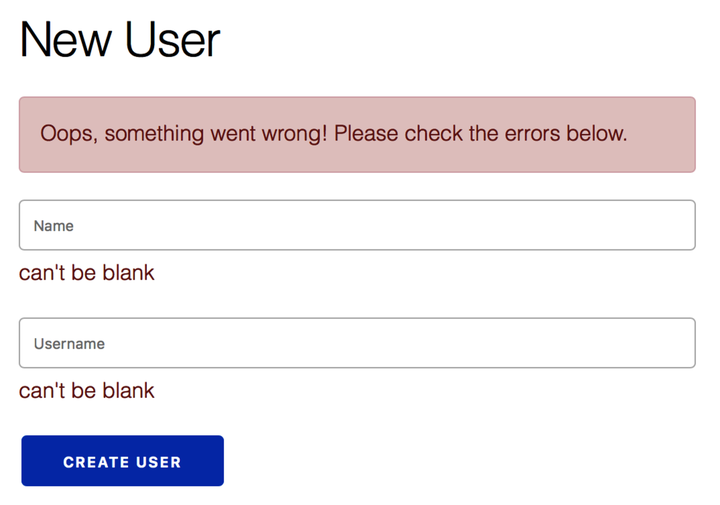 New User
Oops, something went wrong! Please check the errors below.
Name
can't be blank
Username
can't be blank
CREATE USER